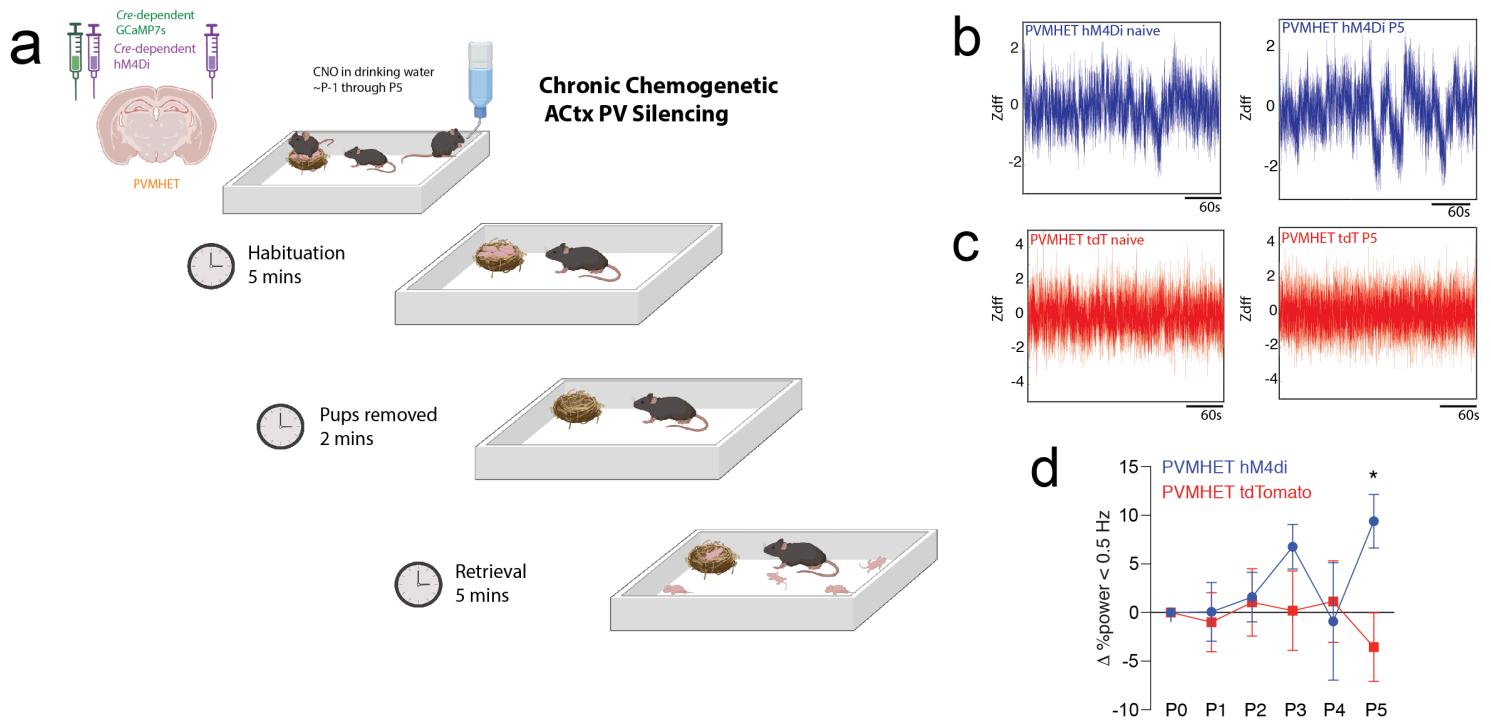 a
Cre-dependent
GCaMP7s
Cre-dependent
hM4Di
PVMHET
CNO in drinking water
~P-1 through P5
Chronic Chemogenetic
ACtx PV Silencing
Habituation
5 mins
Pups removed
2 mins
Retrieval
5 mins
b
PVMHET hM4Di naive
Zdff
2
0
-2
60s
PVMHET hM4Di P5
Zdff
2
0
-2
60s
c
PVMHET tdT naive
Zdff
4
2
0
-2
-4
60s
PVMHET tdT P5
Zdff
4
2
0
-2
-4
60s
d
PVMHET hM4di
PVMHET tdTomato
*
Δ %power < 0.5 Hz
15
10
5
0
-5
-10
P0 P1 P2 P3 P4 P5